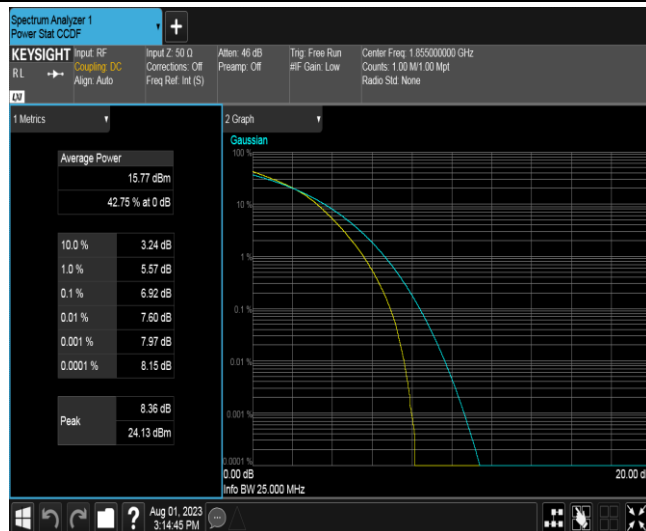 Spectrum Analyzer 1
Power Stat CCDF
KEYSIGHT
RL
Input: RF
Coupling: DC
Align: Auto
Input Z: 50 Ω
Corrections: Off
Freq Ref: Int (S)
Atten: 46 dB
Preamp: Off
Trig: Free Run
#IF Gain: Low
Center Freq: 1.855000000 GHz
Counts: 1.00 M/1.00 Mpt
Radio Std: None
LXI
1 Metrics
Average Power
15.77 dBm
42.75 % at 0 dB
10.0 % 3.24 dB
1.0 % 5.57 dB
0.1 % 6.92 dB
0.01 % 7.60 dB
0.001 % 7.97 dB
0.0001 % 8.15 dB
Peak
8.36 dB
24.13 dBm
2 Graph
Gaussian
100 %
10 %
1 %
0.1 %
0.01 %
0.001 %
0.0001 %
0.00 dB
20.00 d
Info BW 25.000 MHz
?
Aug 01, 2023
3:14:45 PM